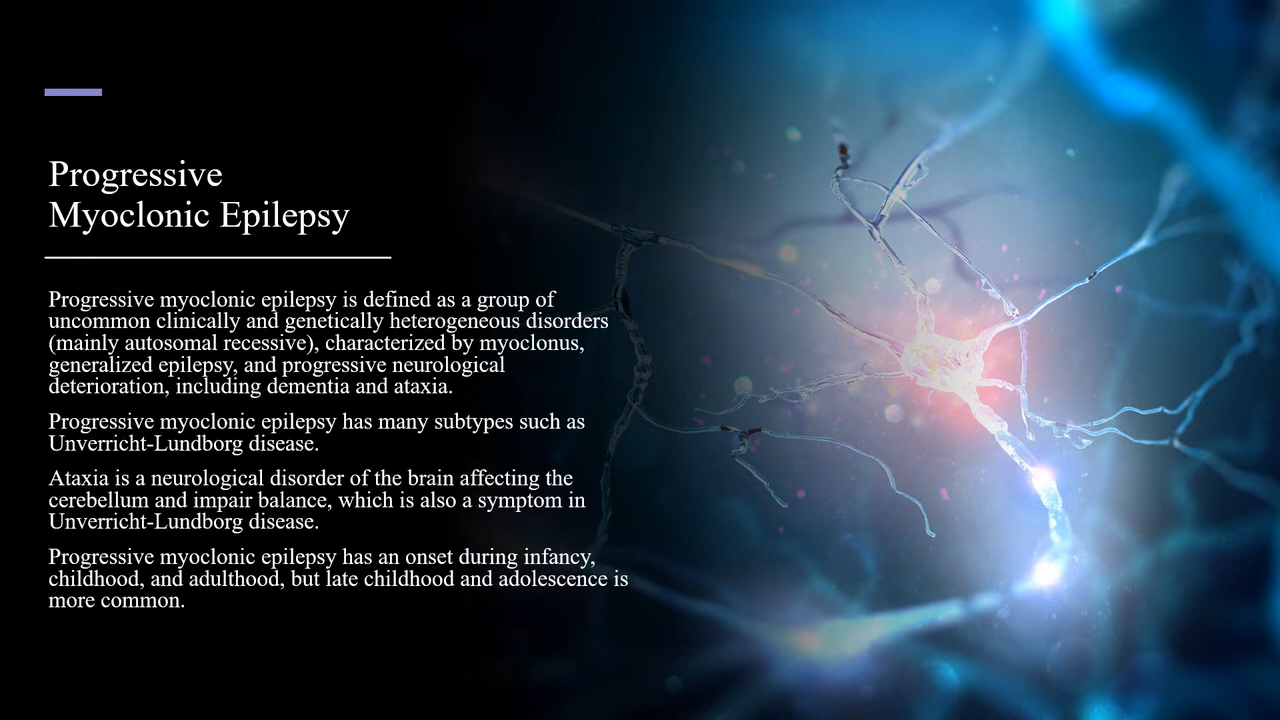 Progressive
Myoclonic Epilepsy
Progressive myoclonic epilepsy is defined as a group of
uncommon clinically and genetically heterogeneous disorders
(mainly autosomal recessive), characterized by myoclonus,
generalized epilepsy, and progressive neurological
deterioration, including dementia and ataxia.
Progressive myoclonic epilepsy has many subtypes such as
Unverricht-Lundborg disease.
Ataxia is a neurological disorder of the brain affecting the
cerebellum and impair balance, which is also a symptom in
Unverricht-Lundborg disease.
Progressive myoclonic epilepsy has an onset during infancy,
childhood, and adulthood, but late childhood and adolescence is
more common.